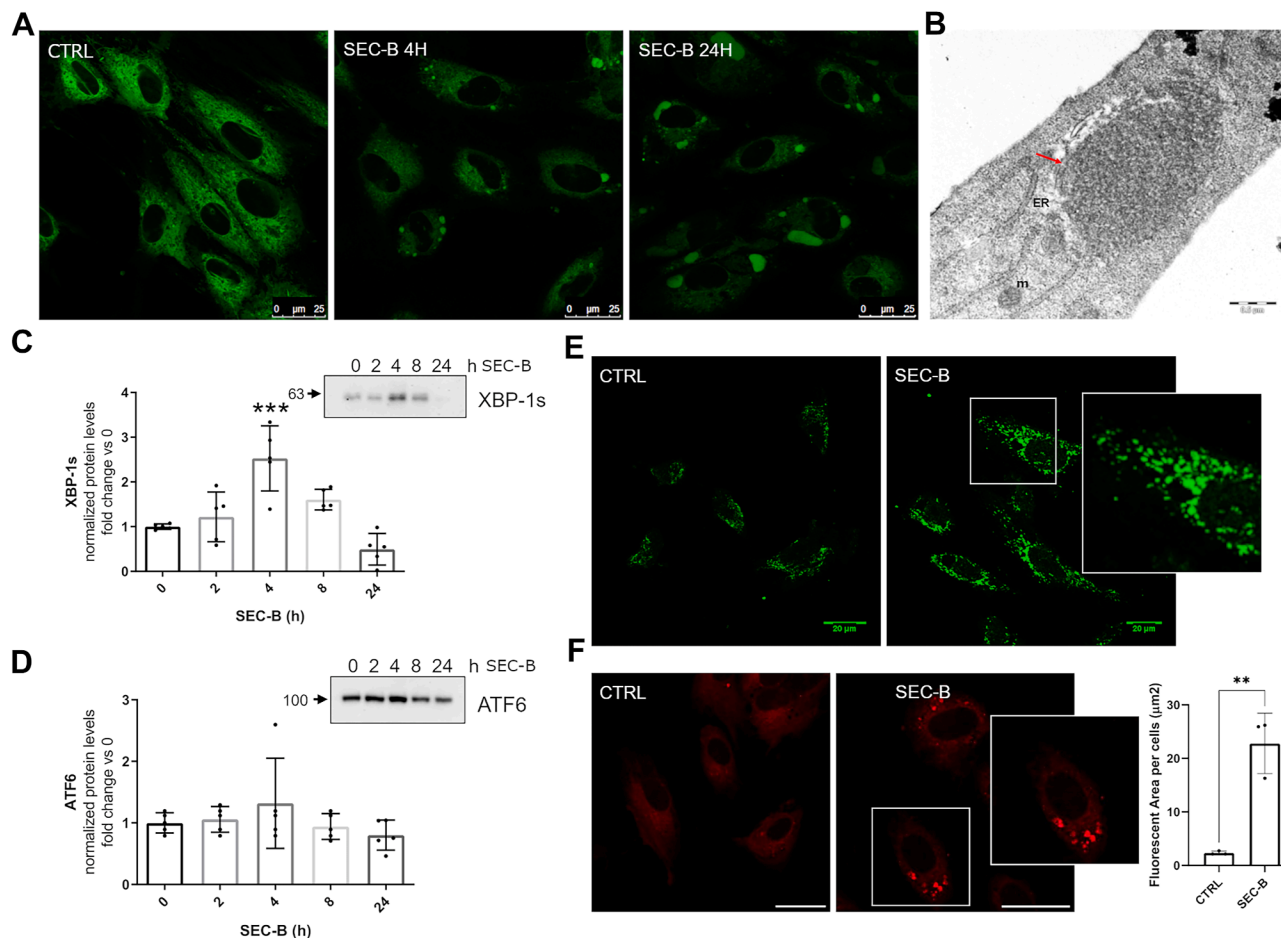 A
CTRL
SEC-B 4H
SEC-B 24H
0 µm 25
0 µm 25
0 µm 25
B
ER
m
C
0 2 4 8 24 h SEC-B
63
XBP-1s
***
XBP-1s
normalized protein levels
fold change vs 0
4
3
2
1
0
0 2 4 8 24
SEC-B (h)
D
0 2 4 8 24 h SEC-B
100
ATF6
ATF6
normalized protein levels
fold change vs 0
3
2
1
0
0 2 4 8 24
SEC-B (h)
E
CTRL
SEC-B
20 µm
20 µm
F
CTRL
SEC-B
**
Fluorescent Area per cells (µm2)
30
20
10
0
CTRL
SEC-B